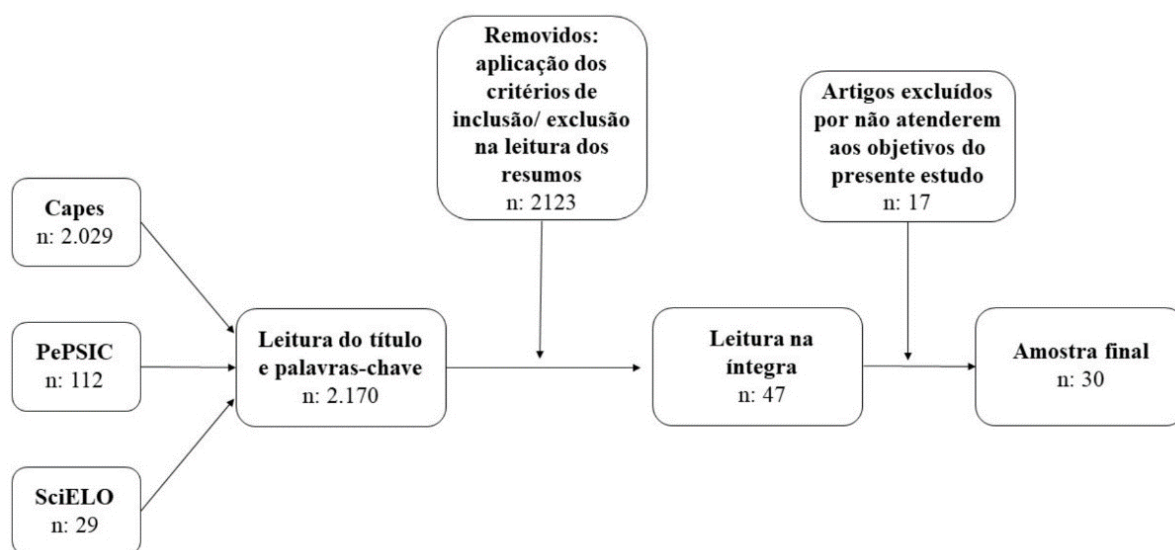 Removidos:
aplicação dos
critérios de
inclusão/ exclusão
na leitura dos
resumos
n: 2123
Artigos excluídos
por não atenderem
aos objetivos do
presente estudo
n: 17
Capes
n: 2.029
PePSIC
n: 112
SciELO
n: 29
Leitura do título
e palavras-chave
n: 2.170
Leitura na
íntegra
n: 47
Amostra final
n: 30